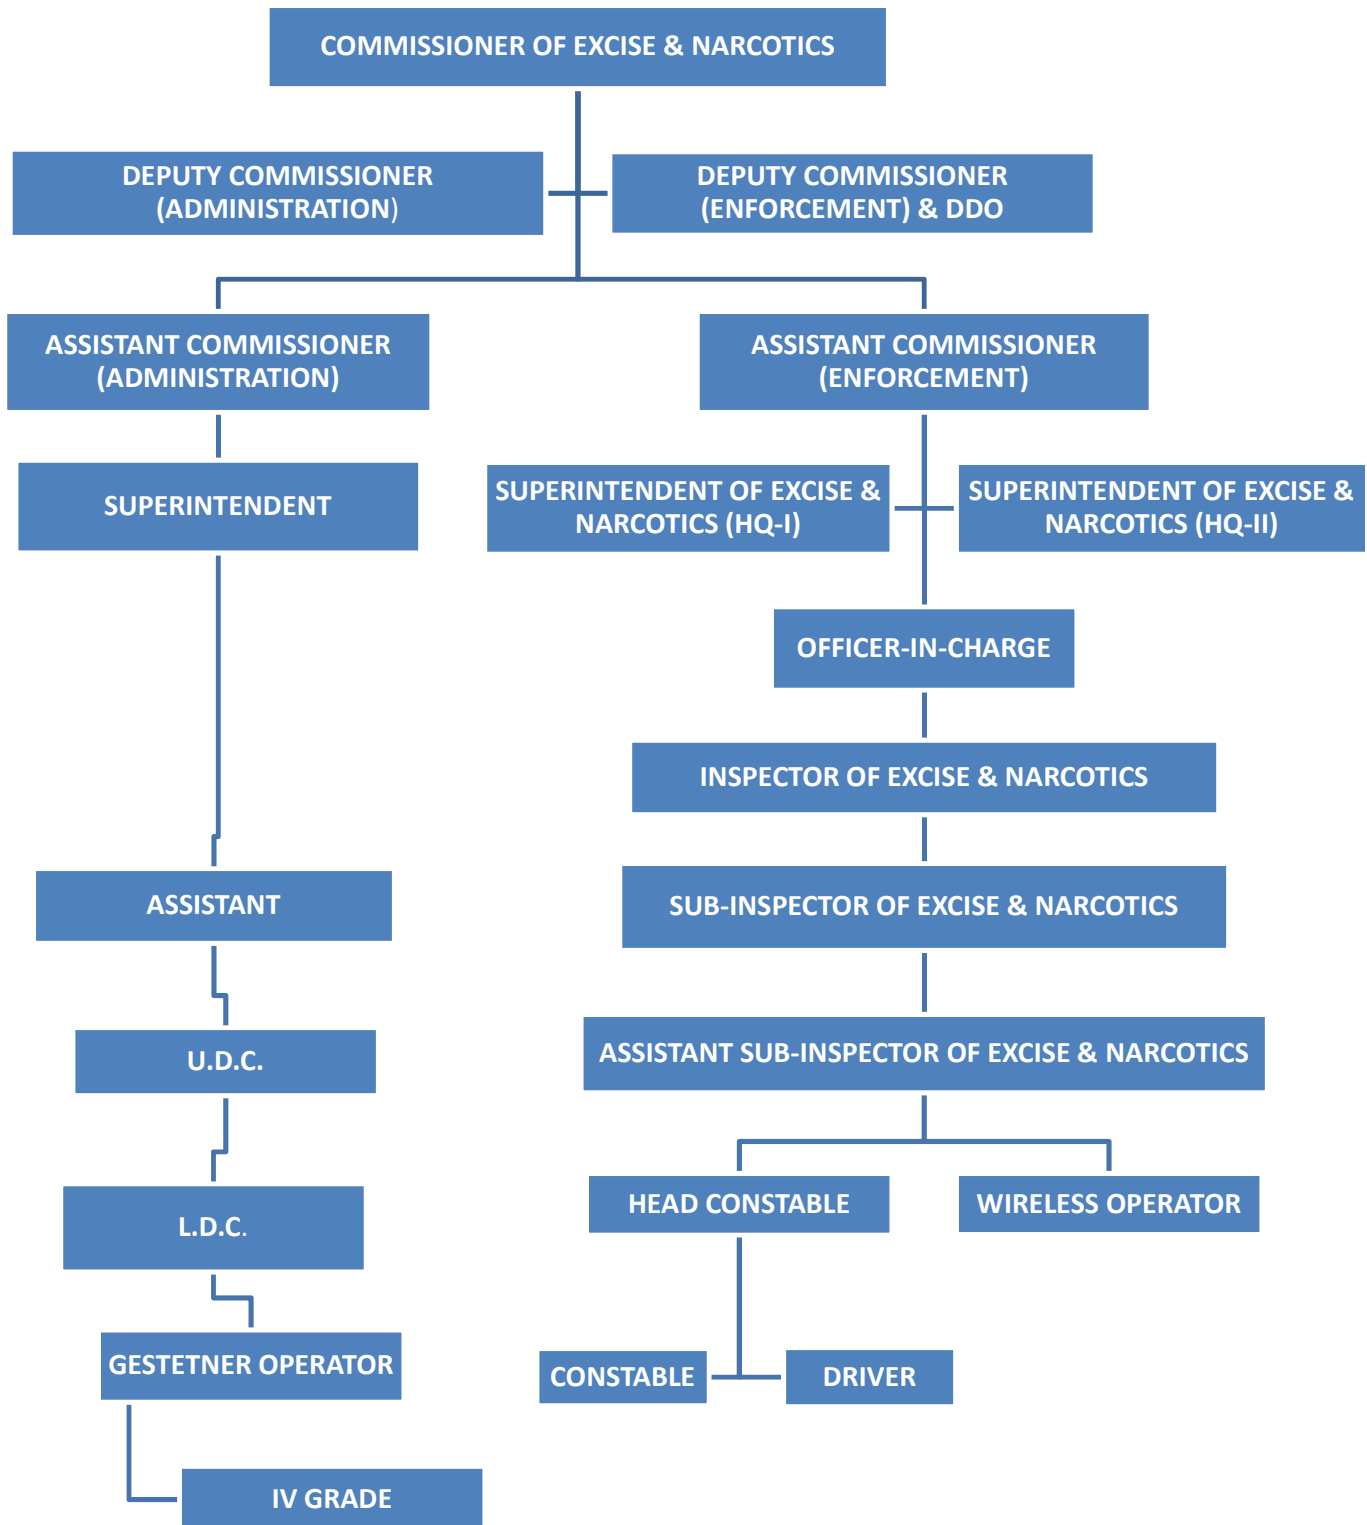 COMMISSIONER OF EXCISE & NARCOTICS
DEPUTY COMMISSIONER
(ADMINISTRATION)
DEPUTY COMMISSIONER
(ENFORCEMENT) & DDO
ASSISTANT COMMISSIONER
(ADMINISTRATION)
ASSISTANT COMMISSIONER
(ENFORCEMENT)
SUPERINTENDENT
SUPERINTENDENT OF EXCISE &
NARCOTICS (HQ-I)
SUPERINTENDENT OF EXCISE &
NARCOTICS (HQ-II)
OFFICER-IN-CHARGE
INSPECTOR OF EXCISE & NARCOTICS
ASSISTANT
SUB-INSPECTOR OF EXCISE & NARCOTICS
U.D.C.
ASSISTANT SUB-INSPECTOR OF EXCISE & NARCOTICS
L.D.C.
HEAD CONSTABLE
WIRELESS OPERATOR
GESTETNER OPERATOR
CONSTABLE
DRIVER
IV GRADE